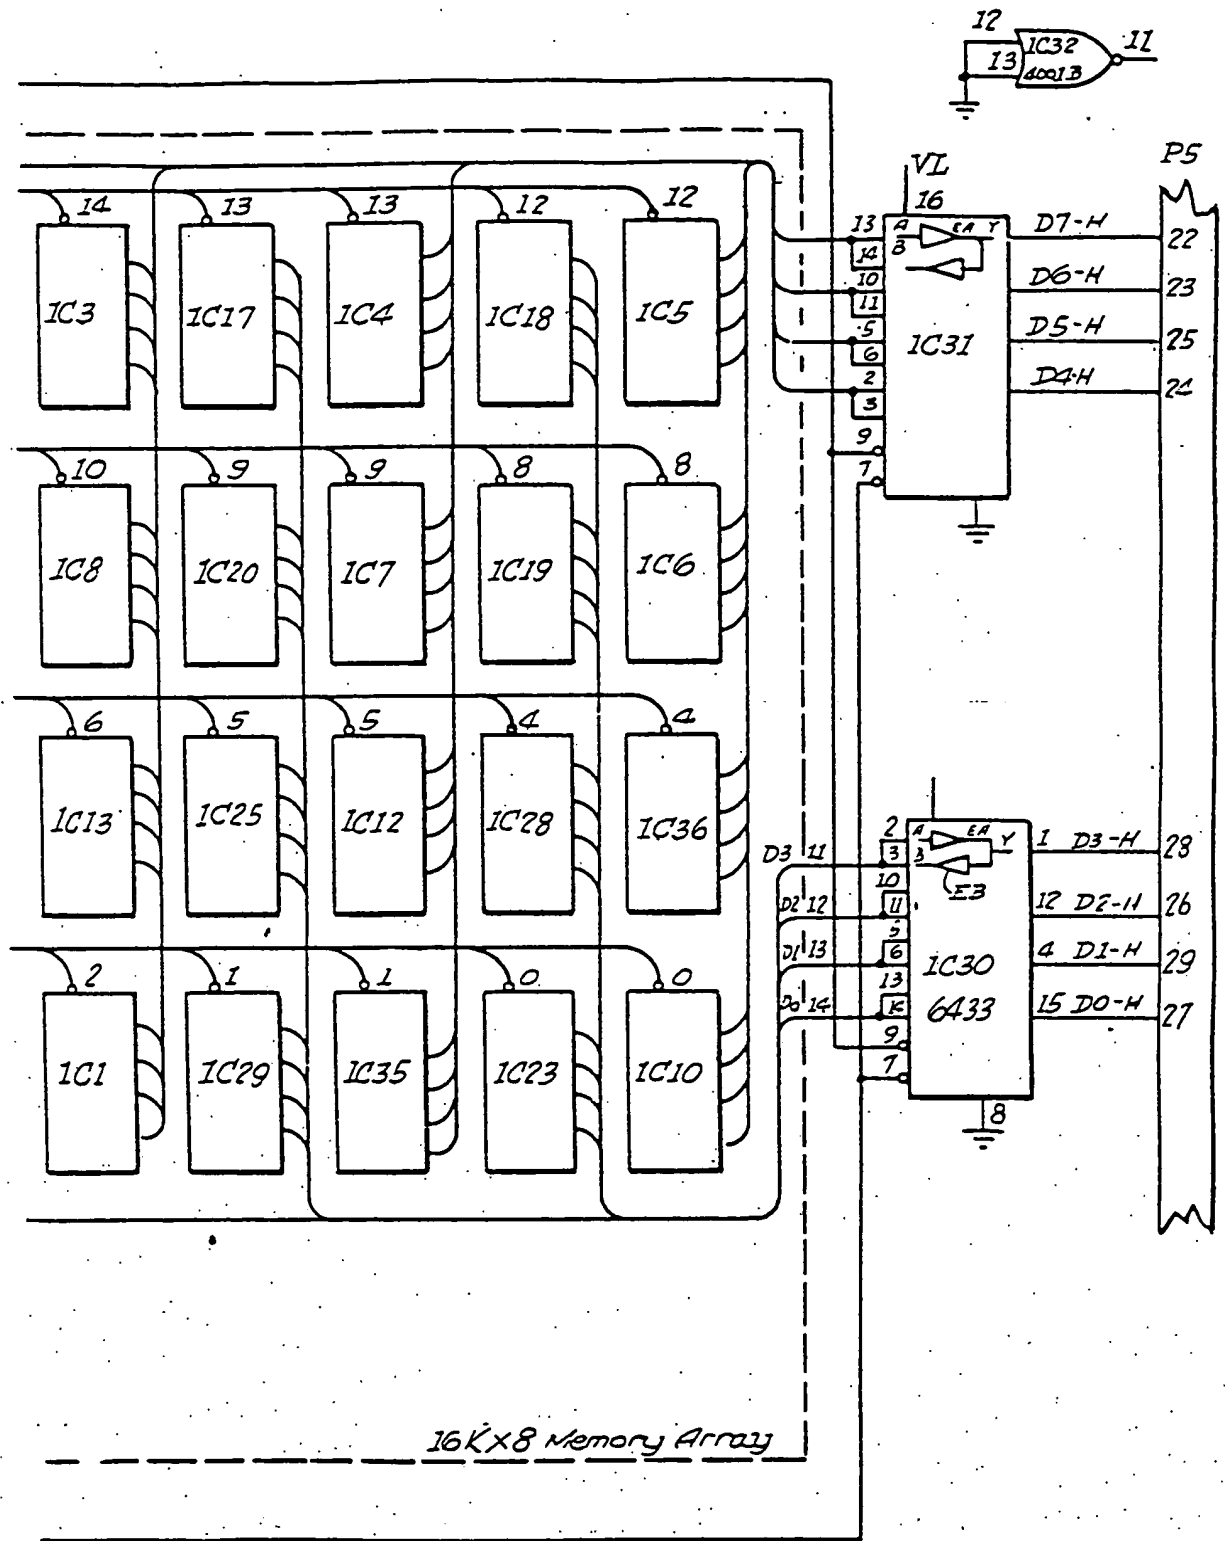 12
IC32
11
13
4001B
P5
VL
14
13
13
12
12
16
A
EA
Y
B
13
14
10
11
5
6
2
3
9
7
IC31
D7-H
22
D6-H
23
D5-H
25
D4-H
24
IC3
IC17
IC4
IC18
IC5
10
9
9
8
8
IC8
IC20
IC7
IC19
IC6
6
5
5
4
4
IC13
IC25
IC12
IC28
IC36
D3 11
D2 12
D1 13
D0 14
2
3
10
11
5
6
13
14
9
7
A
EA
Y
B
E3
IC30
6433
8
1 D3-H
28
12 D2-H
26
4 D1-H
29
15 D0-H
27
2
1
1
0
0
IC1
IC29
IC35
IC23
IC10
16K×8 Memory Array